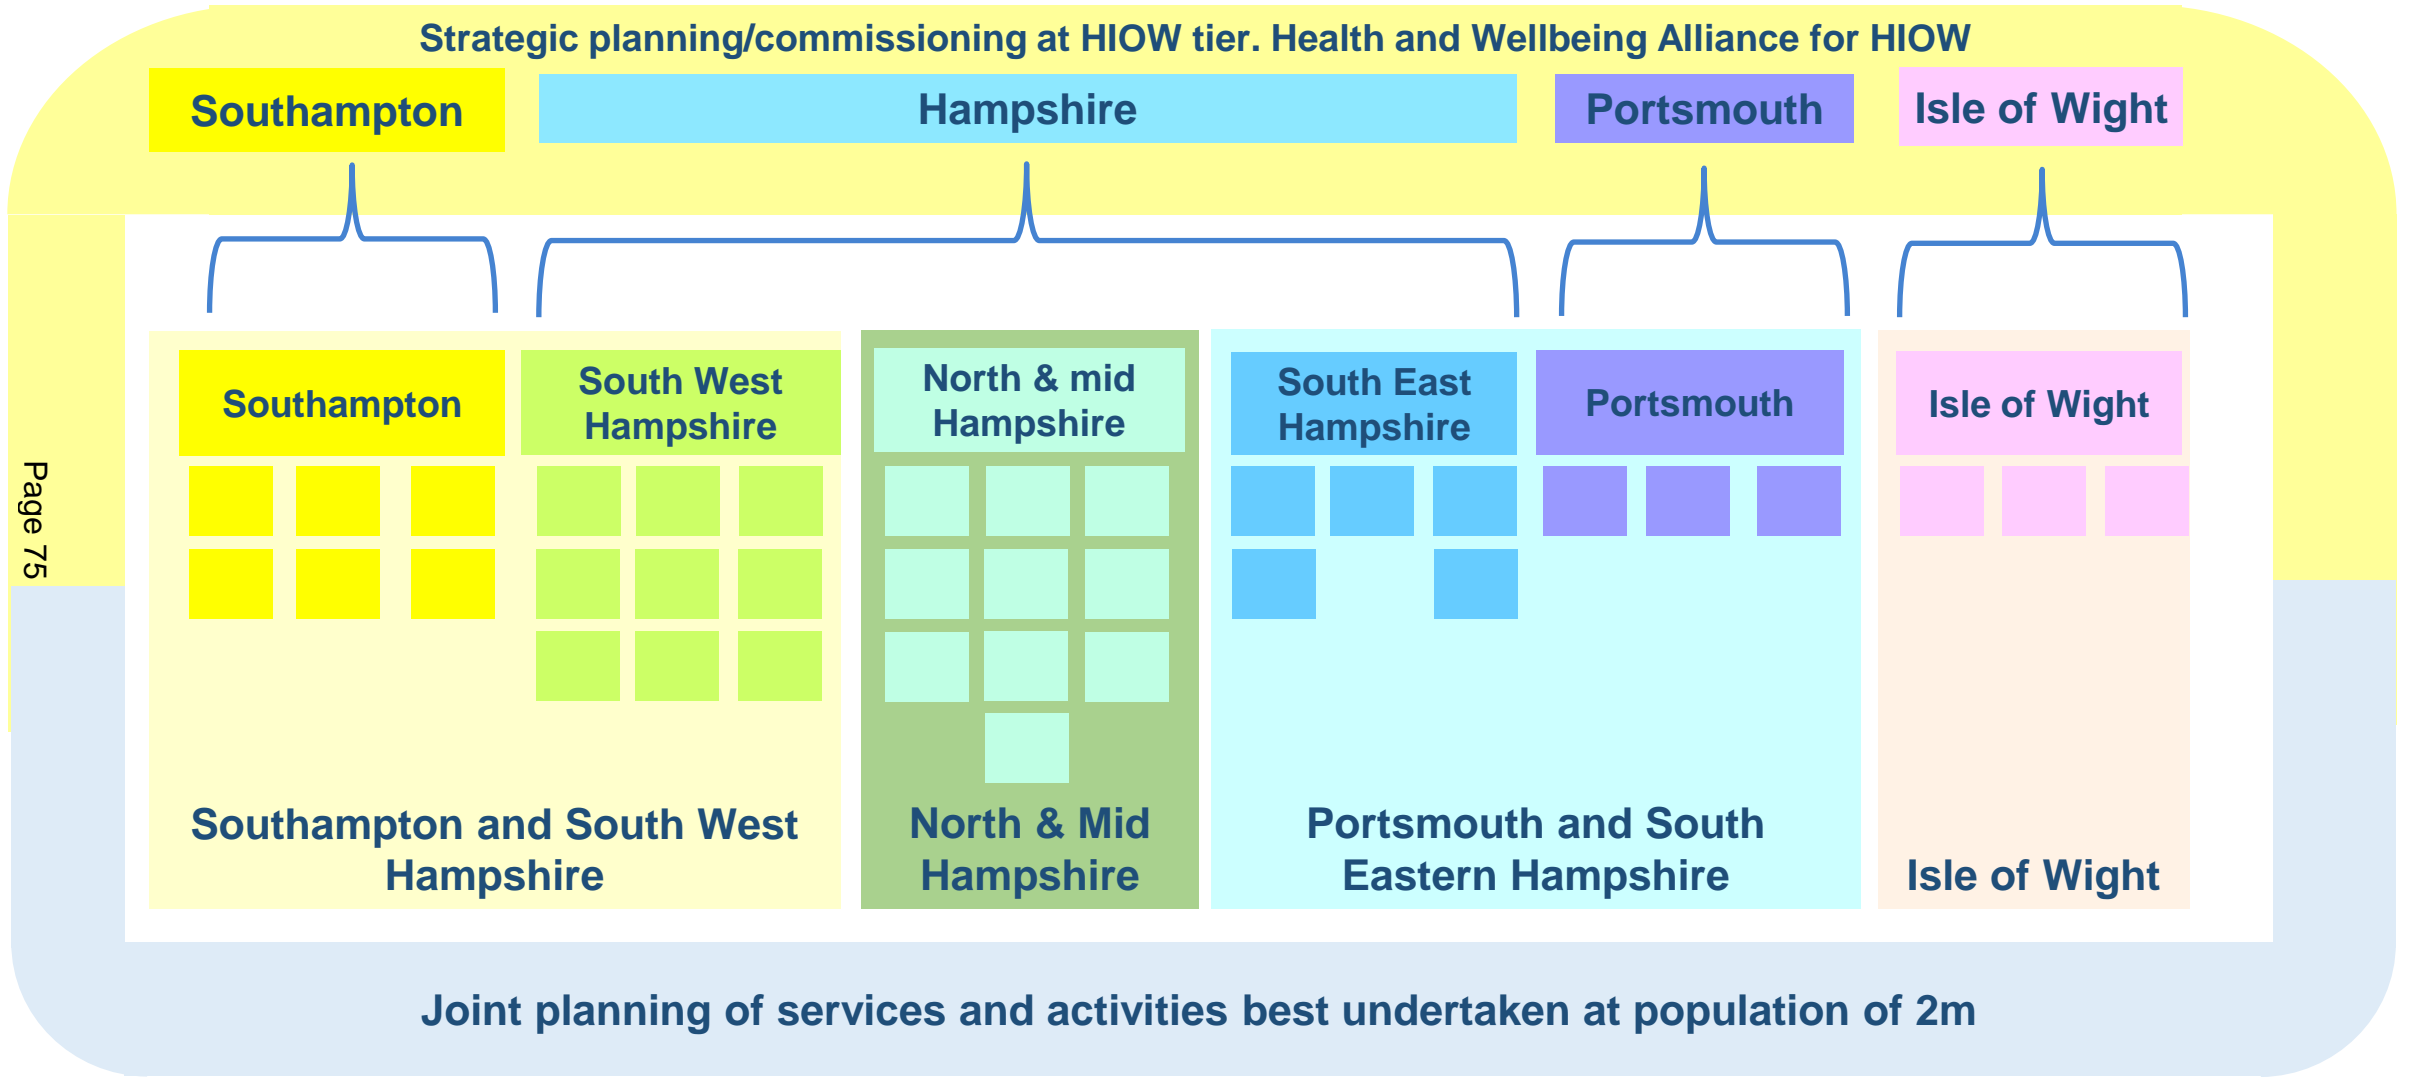 Strategic planning/commissioning at HIOW tier. Health and Wellbeing Alliance for HIOW
Southampton
Hampshire
Portsmouth
Isle of Wight
Southampton
South West
Hampshire
North & mid
Hampshire
South East
Hampshire
Portsmouth
Isle of Wight
Page 75
Southampton and South West
Hampshire
North & Mid
Hampshire
Portsmouth and South
Eastern Hampshire
Isle of Wight
Joint planning of services and activities best undertaken at population of 2m